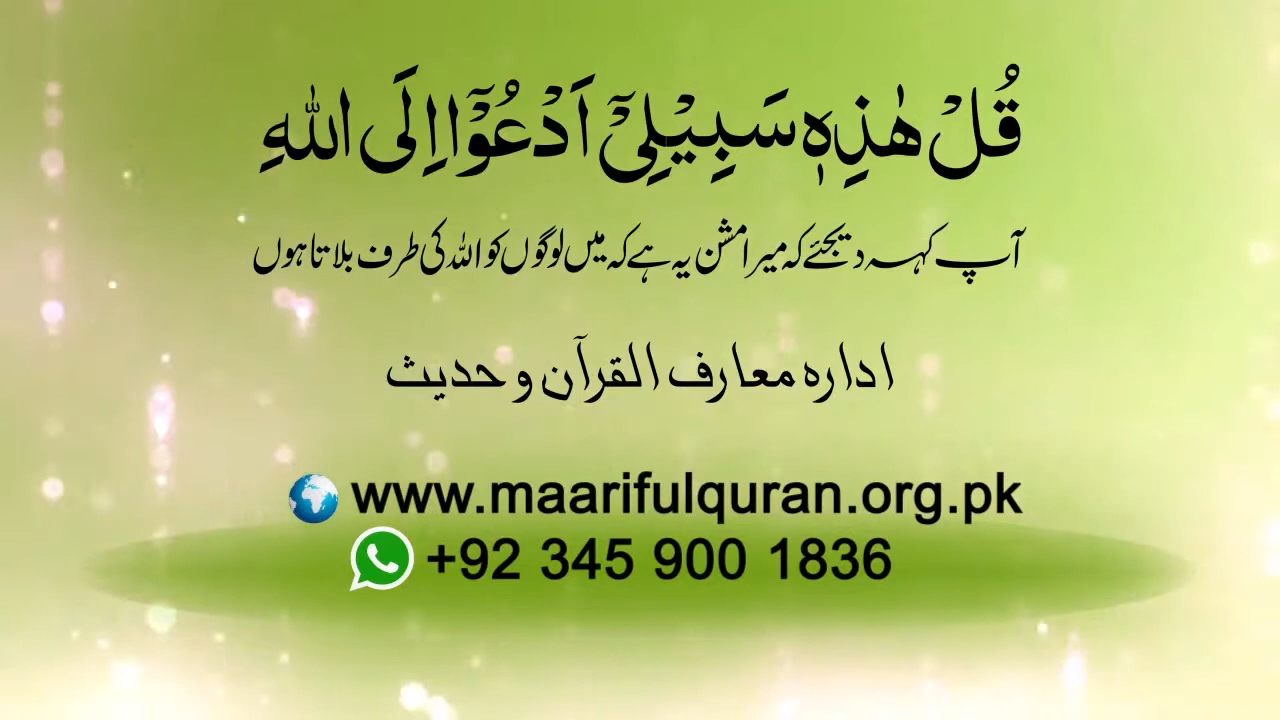 قُلۡ ہٰذِہٖ سَبِیۡلِیۡۤ اَدۡعُوۡۤا اِلَی اللّٰہِ
آپ کہہ دیجئے کہ میرا مشن یہ ہے کہ میں لوگوں کو اللہ کی طرف بلاتا ہوں
ادارہ معارف القرآن و حدیث
www.maarifulquran.org.pk
+92 345 900 1836